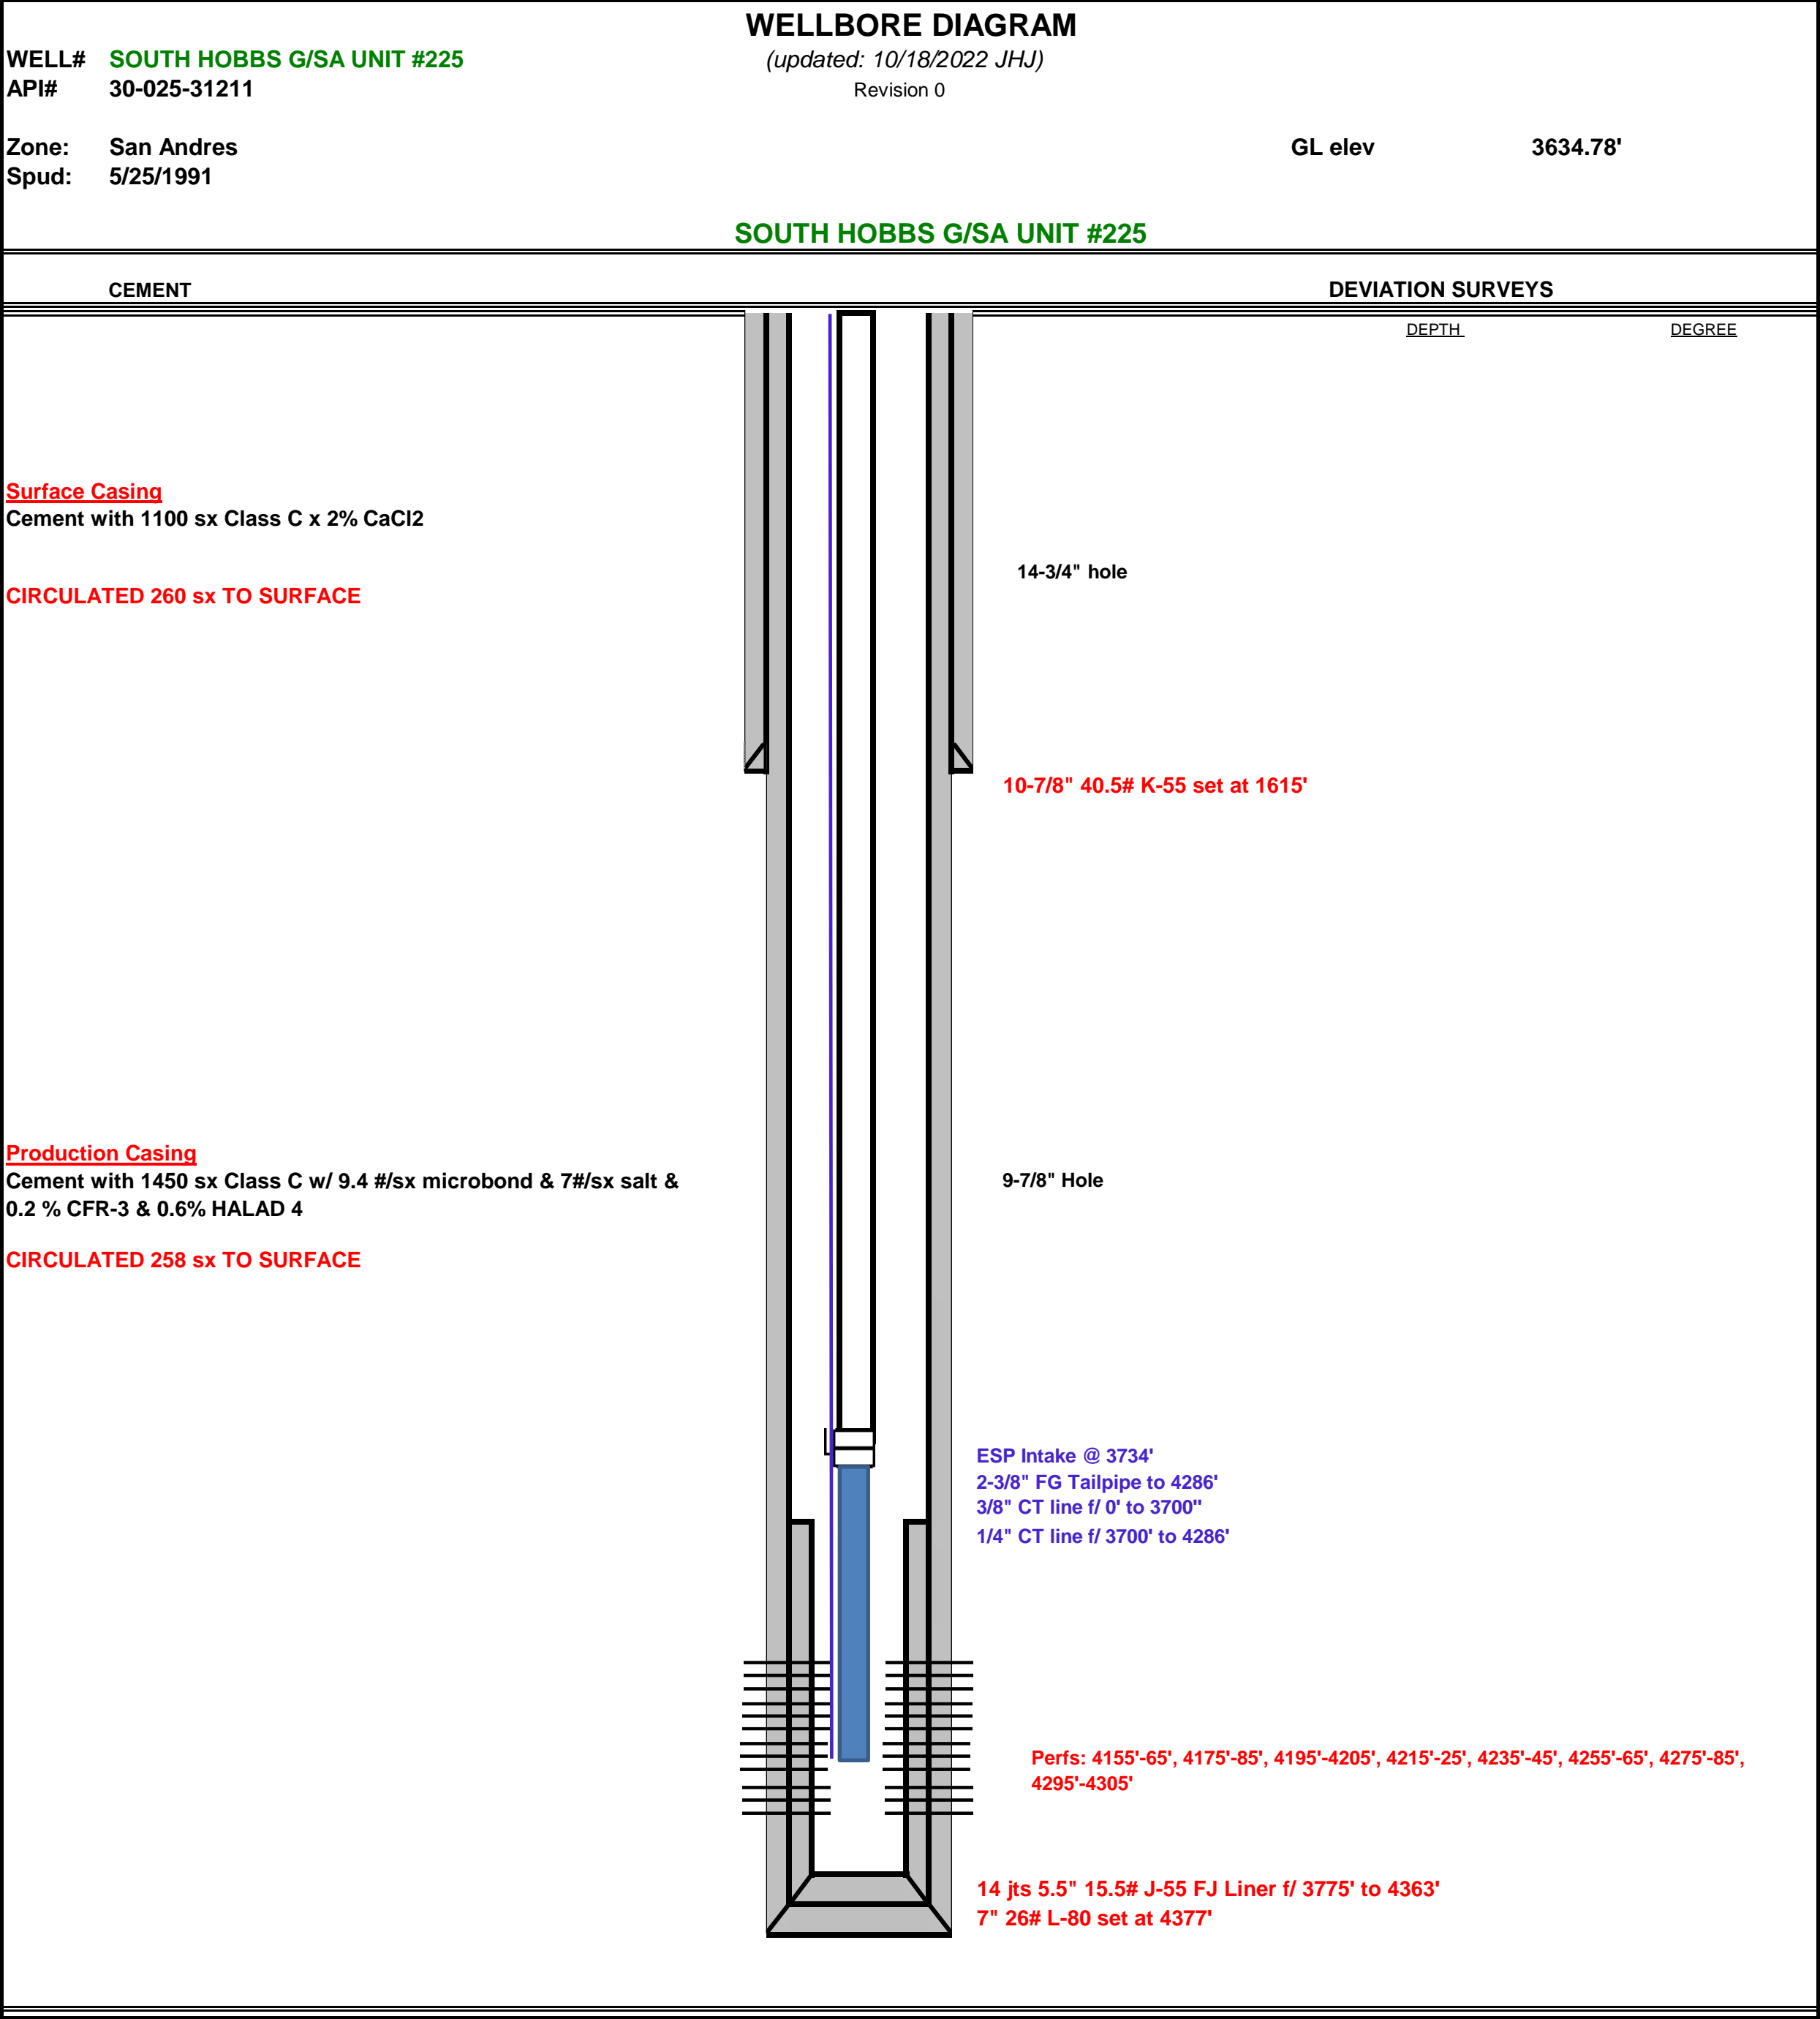 WELLBORE DIAGRAM
WELL# SOUTH HOBBS G/SA UNIT #225 (updated: 10/18/2022 JHJ)
API# 30-025-31211 Revision 0
Zone: San Andres GL elev 3634.78'
Spud: 5/25/1991
SOUTH HOBBS G/SA UNIT #225
CEMENT DEVIATION SURVEYS
DEPTH DEGREE
Surface Casing
Cement with 1100 sx Class C x 2% CaCl2
14-3/4" hole
CIRCULATED 260 sx TO SURFACE
10-7/8" 40.5# K-55 set at 1615'
Production Casing
Cement with 1450 sx Class C w/ 9.4 #/sx microbond & 7#/sx salt &
0.2 % CFR-3 & 0.6% HALAD 4
9-7/8" Hole
CIRCULATED 258 sx TO SURFACE
ESP Intake @ 3734'
2-3/8" FG Tailpipe to 4286'
3/8" CT line f/ 0' to 3700"
1/4" CT line f/ 3700' to 4286'
Perfs: 4155'-65', 4175'-85', 4195'-4205', 4215'-25', 4235'-45', 4255'-65', 4275'-85',
4295'-4305'
14 jts 5.5" 15.5# J-55 FJ Liner f/ 3775' to 4363'
7" 26# L-80 set at 4377'